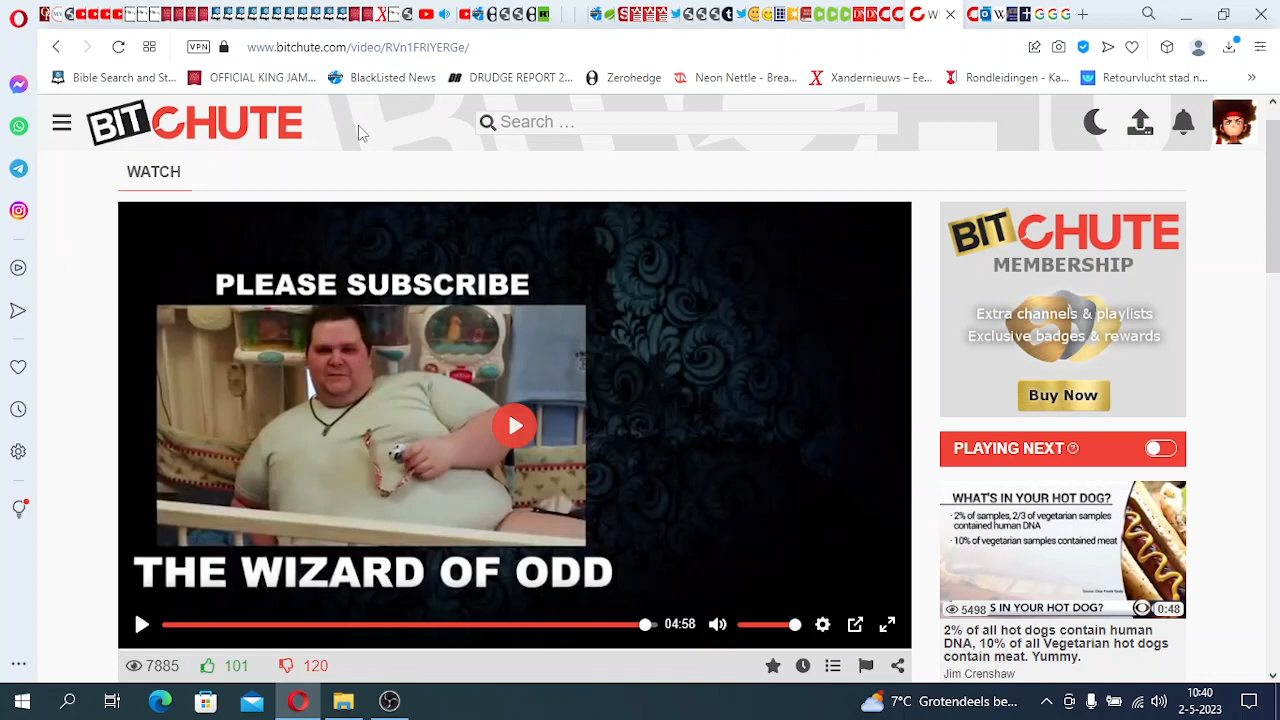 VPN www.bitchute.com/video/RVn1FRIYERGe/
Bible Search and St... OFFICIAL KING JAM... BlackListed News DRUDGE REPORT 2... Zerohedge Neon Nettle - Brea... Xandernieuws – Ee... Rondleidingen - Ka... Retourvlucht stad n... »
BITCHUTE Search …
WATCH
PLEASE SUBSCRIBE
THE WIZARD OF ODD
04:58
7885 101 120
BITCHUTE
MEMBERSHIP
Extra channels & playlists
Exclusive badges & rewards
Buy Now
PLAYING NEXT
WHAT'S IN YOUR HOT DOG?
· 2% of samples, 2/3 of vegetarian samples
contained human DNA
· 10% of vegetarian samples contained meat
5498 S IN YOUR HOT DOG? 0:48
2% of all hot dogs contain human
DNA, 10% of all Vegetarian hot dogs
contain meat. Yummy.
Jim Crenshaw
7°C Grotendeels be...
10:40
2-5-2023